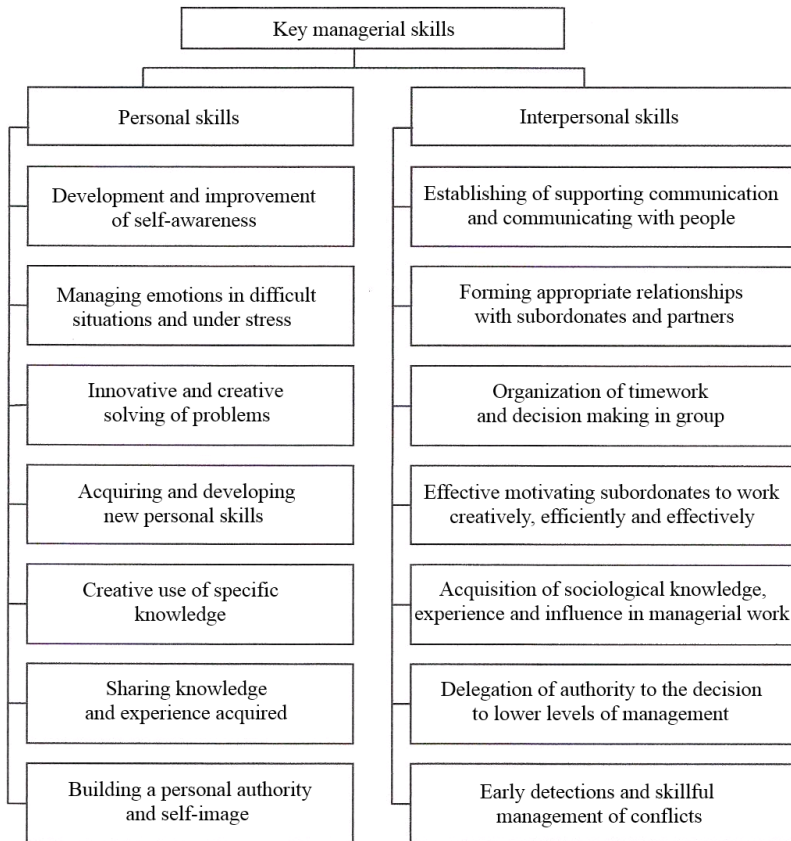 Key managerial skills
Personal skills
Development and improvement
of self-awareness
Managing emotions in difficult
situations and under stress
Innovative and creative
solving of problems
Acquiring and developing
new personal skills
Creative use of specific
knowledge
Sharing knowledge
and experience acquired
Building a personal authority
and self-image
Interpersonal skills
Establishing of supporting communication
and communicating with people
Forming appropriate relationships
with subordonates and partners
Organization of timework
and decision making in group
Effective motivating subordonates to work
creatively, efficiently and effectively
Acquisition of sociological knowledge,
experience and influence in managerial work
Delegation of authority to the decision
to lower levels of management
Early detections and skillful
management of conflicts